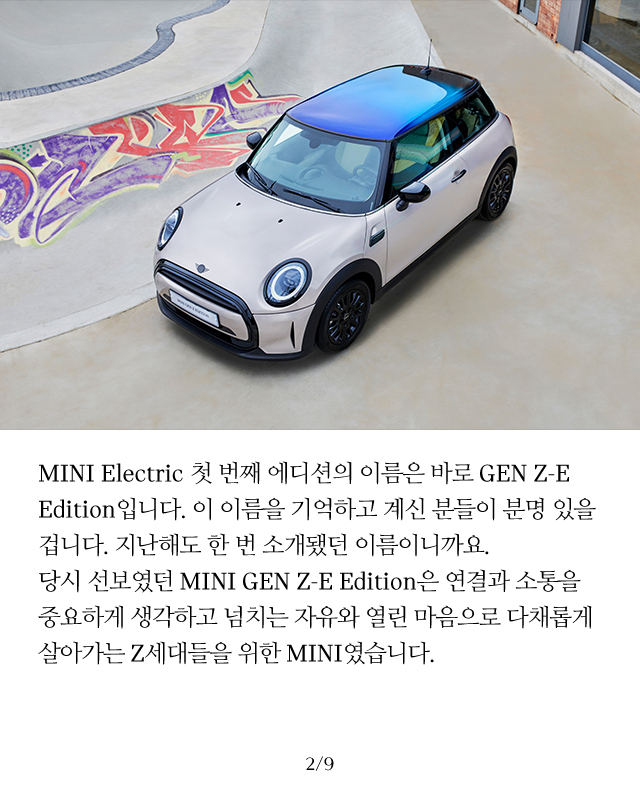 MINI Electric 첫 번째 에디션의 이름은 바로 GEN Z-E
Edition입니다. 이 이름을 기억하고 계신 분들이 분명 있을
겁니다. 지난해도 한 번 소개됐던 이름이니까요.
당시 선보였던 MINI GEN Z-E Edition은 연결과 소통을
중요하게 생각하고 넘치는 자유와 열린 마음으로 다채롭게
살아가는 Z세대들을 위한 MINI였습니다.
2/9